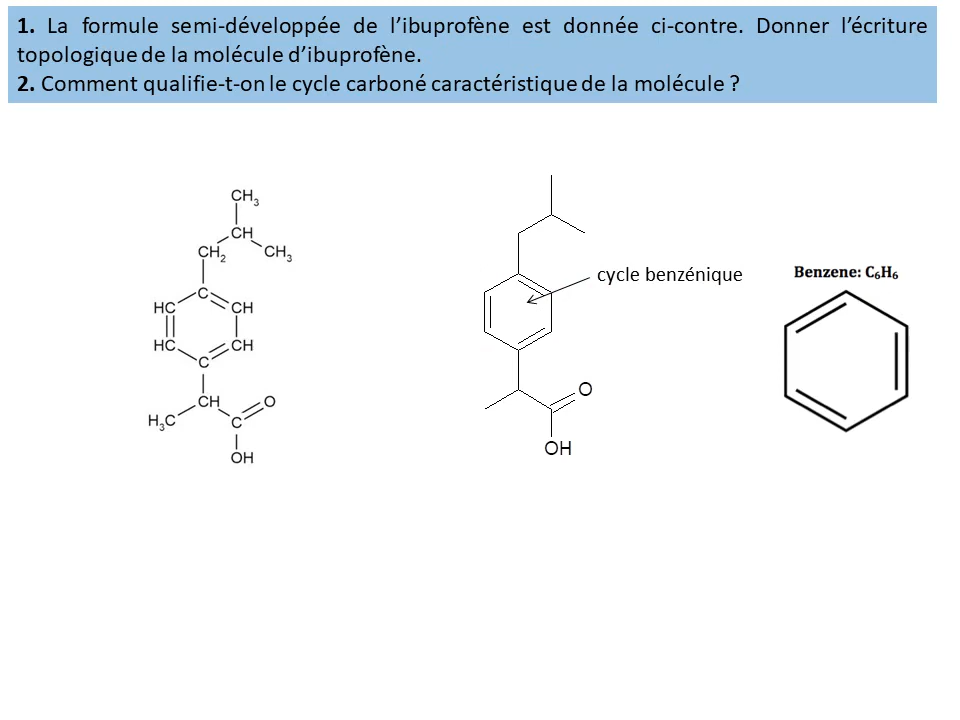 1. La formule semi-développée de l'ibuprofène est donnée ci-contre. Donner l'écriture
topologique de la molécule d'ibuprofène.
2. Comment qualifie-t-on le cycle carboné caractéristique de la molécule ?
CH3
CH
CH2
CH3
C
HC
CH
HC
CH
C
CH
O
H3C
C
OH
cycle benzénique
O
OH
Benzene: C6H6